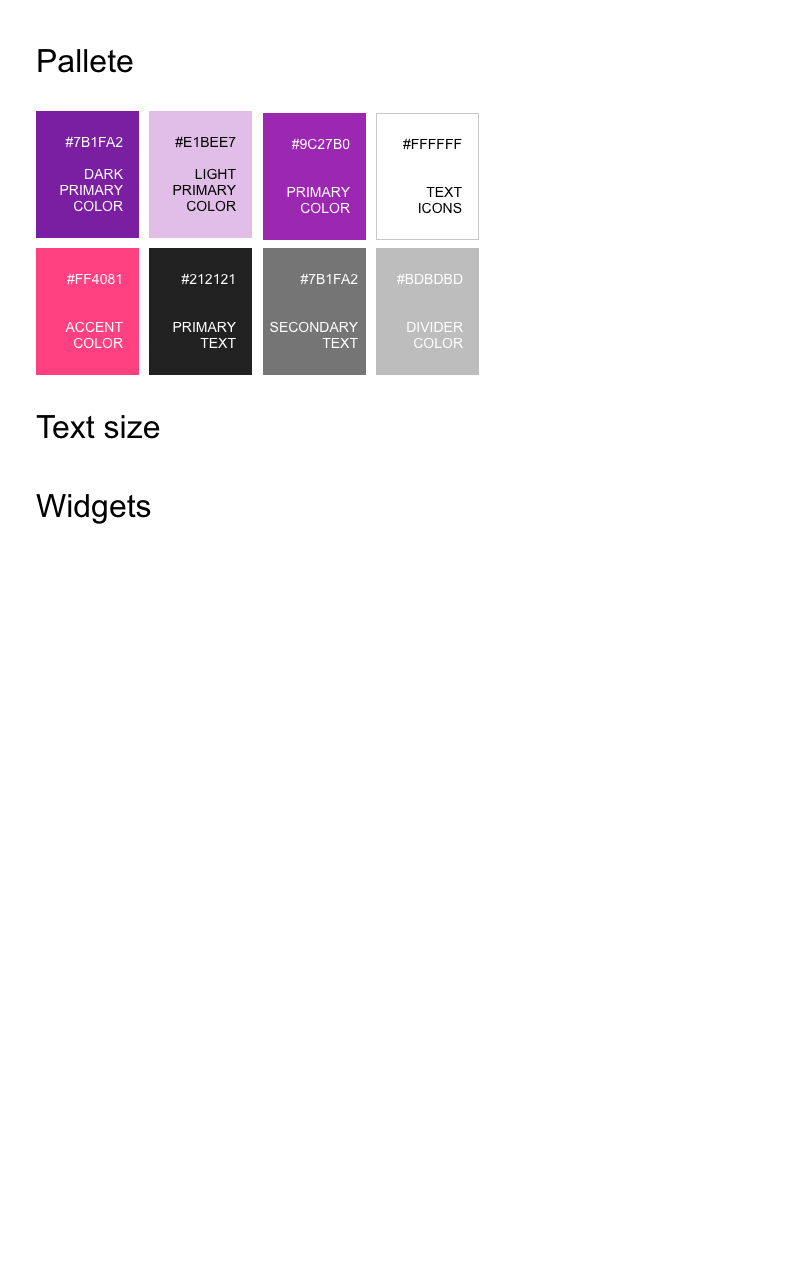 Pallete
#7B1FA2
DARK
PRIMARY
COLOR
#E1BEE7
LIGHT
PRIMARY
COLOR
#9C27B0
PRIMARY
COLOR
#FFFFFF
TEXT
ICONS
#FF4081
ACCENT
COLOR
#212121
PRIMARY
TEXT
#7B1FA2
SECONDARY
TEXT
#BDBDBD
DIVIDER
COLOR
Text size
Widgets